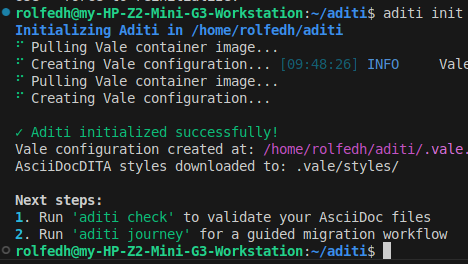 rolfedh@my-HP-Z2-Mini-G3-Workstation:~/aditi$ aditi init
Initializing Aditi in /home/rolfedh/aditi
⠋ Pulling Vale container image...
⠋ Creating Vale configuration... [09:48:26] INFO     Vale
⠋ Pulling Vale container image...
⠋ Creating Vale configuration...

✓ Aditi initialized successfully!
Vale configuration created at: /home/rolfedh/aditi/.vale.
AsciiDocDITA styles downloaded to: .vale/styles/

Next steps:
1. Run 'aditi check' to validate your AsciiDoc files
2. Run 'aditi journey' for a guided migration workflow
rolfedh@my-HP-Z2-Mini-G3-Workstation:~/aditi$